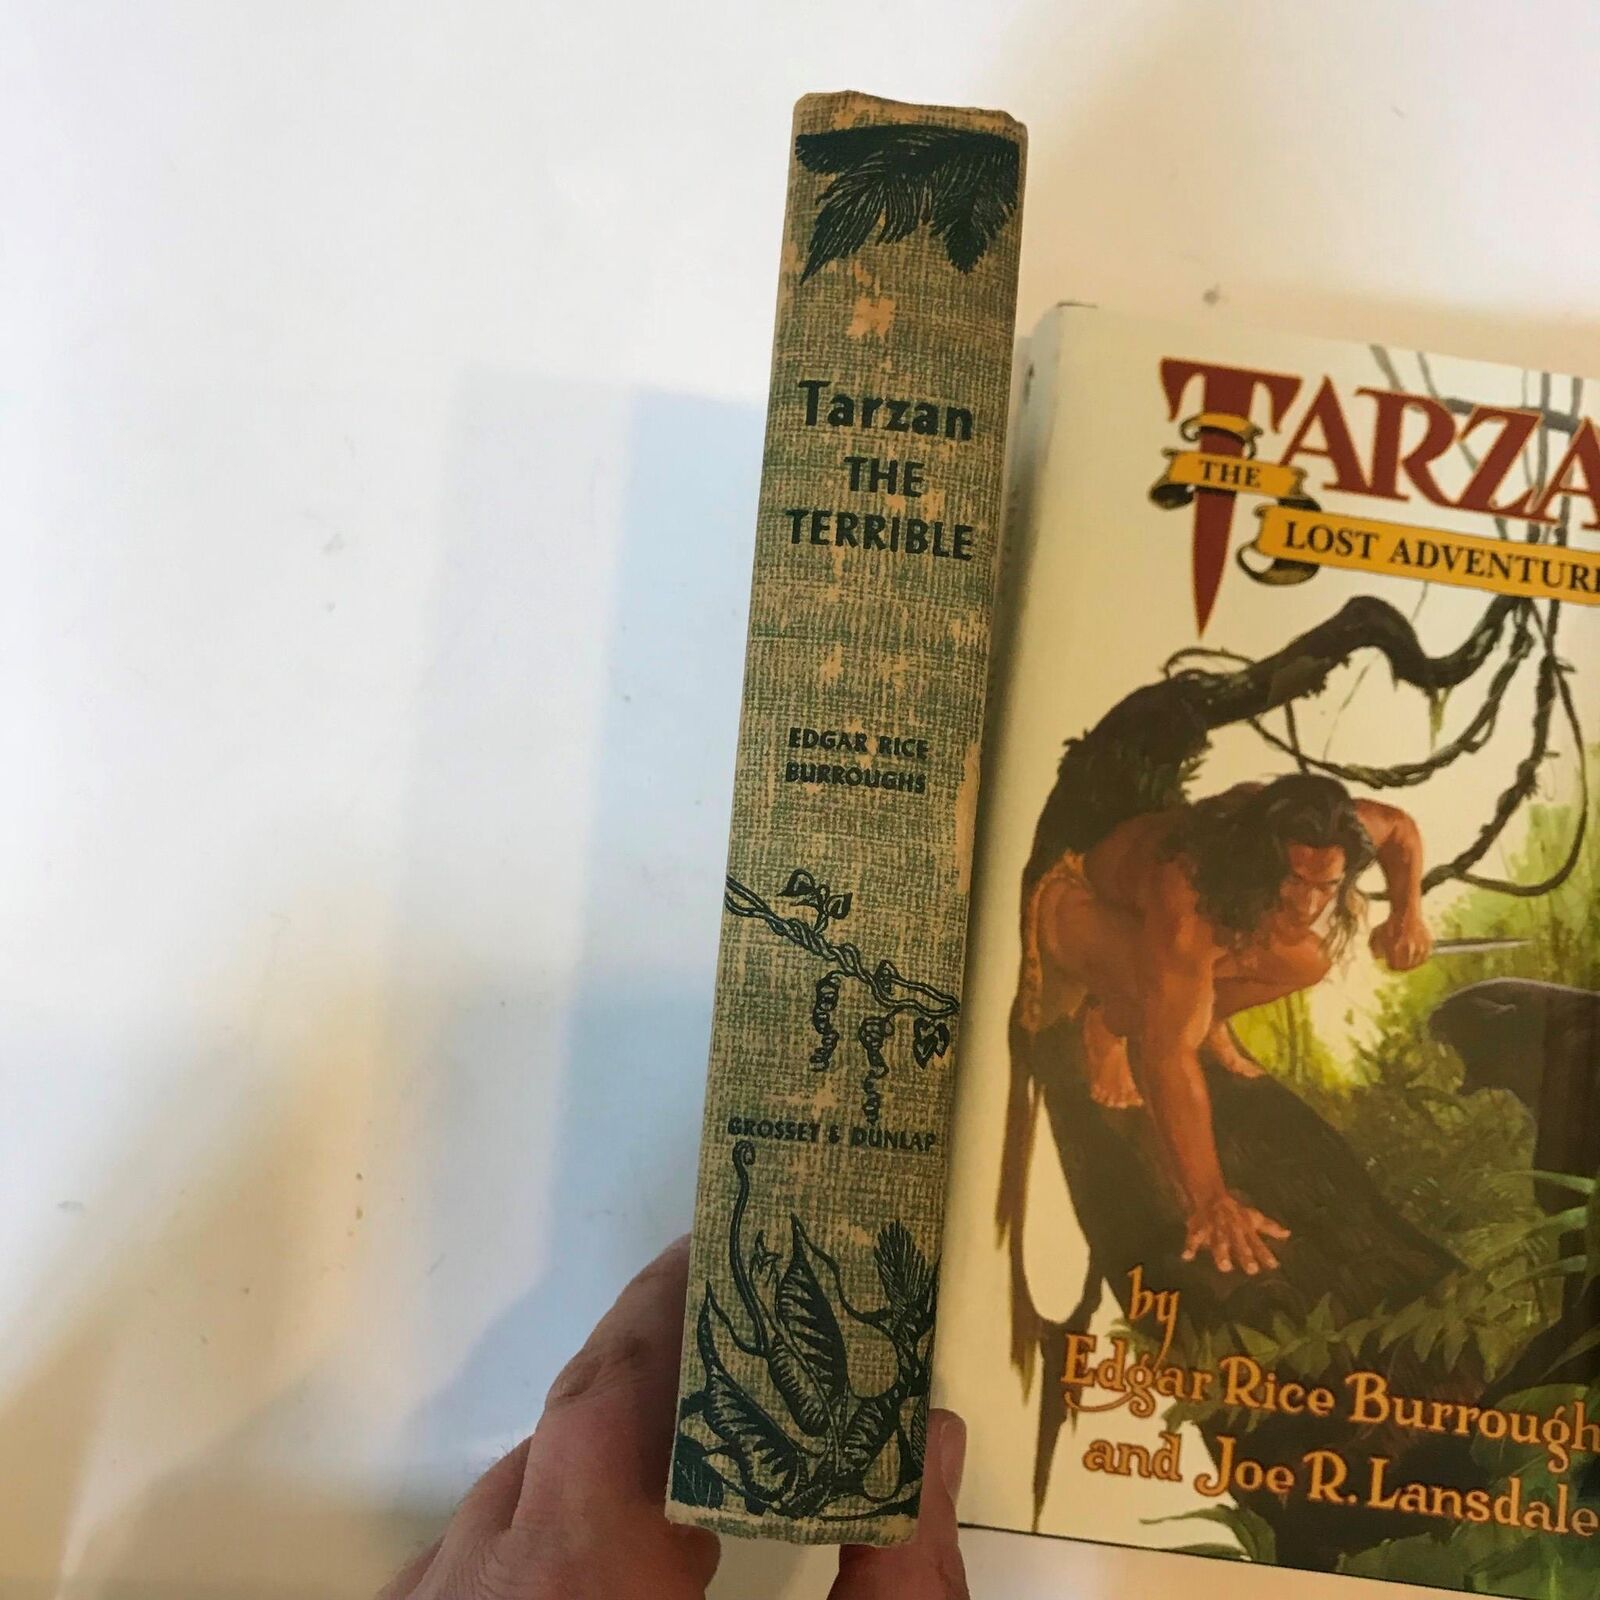 Tarzan
THE
TERRIBLE
EDGAR RICE
BURROUGHS
GROSSET & DUNLAP
TARZA
THE
LOST ADVENTUR
by
Edgar Rice Burrough
and Joe R. Lansdale